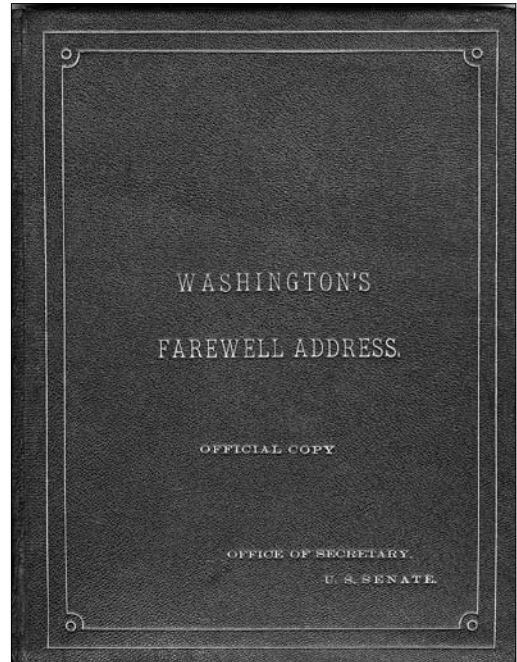 WASHINGTON'S
FAREWELL ADDRESS.
OFFICIAL COPY
OFFICE OF SECRETARY,
U. S. SENATE.